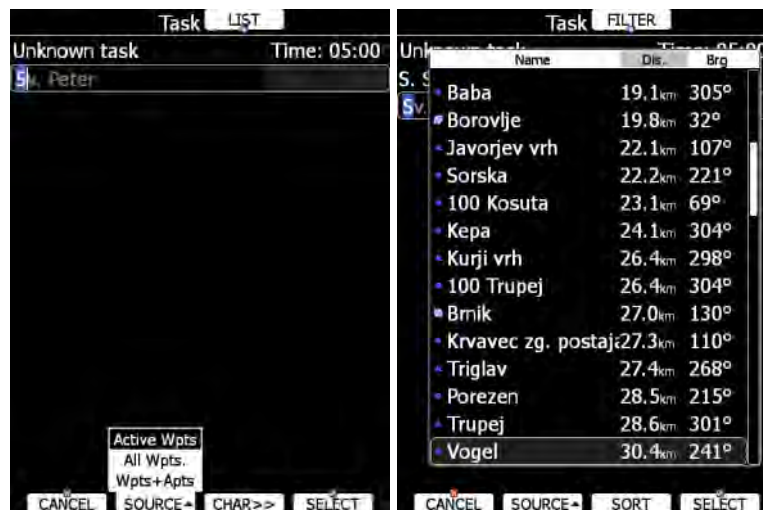 Task LIST
Unknown task Time: 05:00
Sv. Peter
Active Wpts
All Wpts.
Wpts+Apts
CANCEL SOURCE CHAR>> SELECT
Task FILTER
Name Dis. Brg
S. S
Sv.
Baba 19.1km 305°
Borovlje 19.8km 32°
Javorjev vrh 22.1km 107°
Sorska 22.2km 221°
100 Kosuta 23.1km 69°
Kepa 24.1km 304°
Kurji vrh 26.4km 298°
100 Trupej 26.4km 304°
Brnik 27.0km 130°
Krvavec zg. postaja 27.3km 110°
Triglav 27.4km 268°
Porezen 28.5km 215°
Trupej 28.6km 301°
Vogel 30.4km 241°
CANCEL SOURCE SORT SELECT